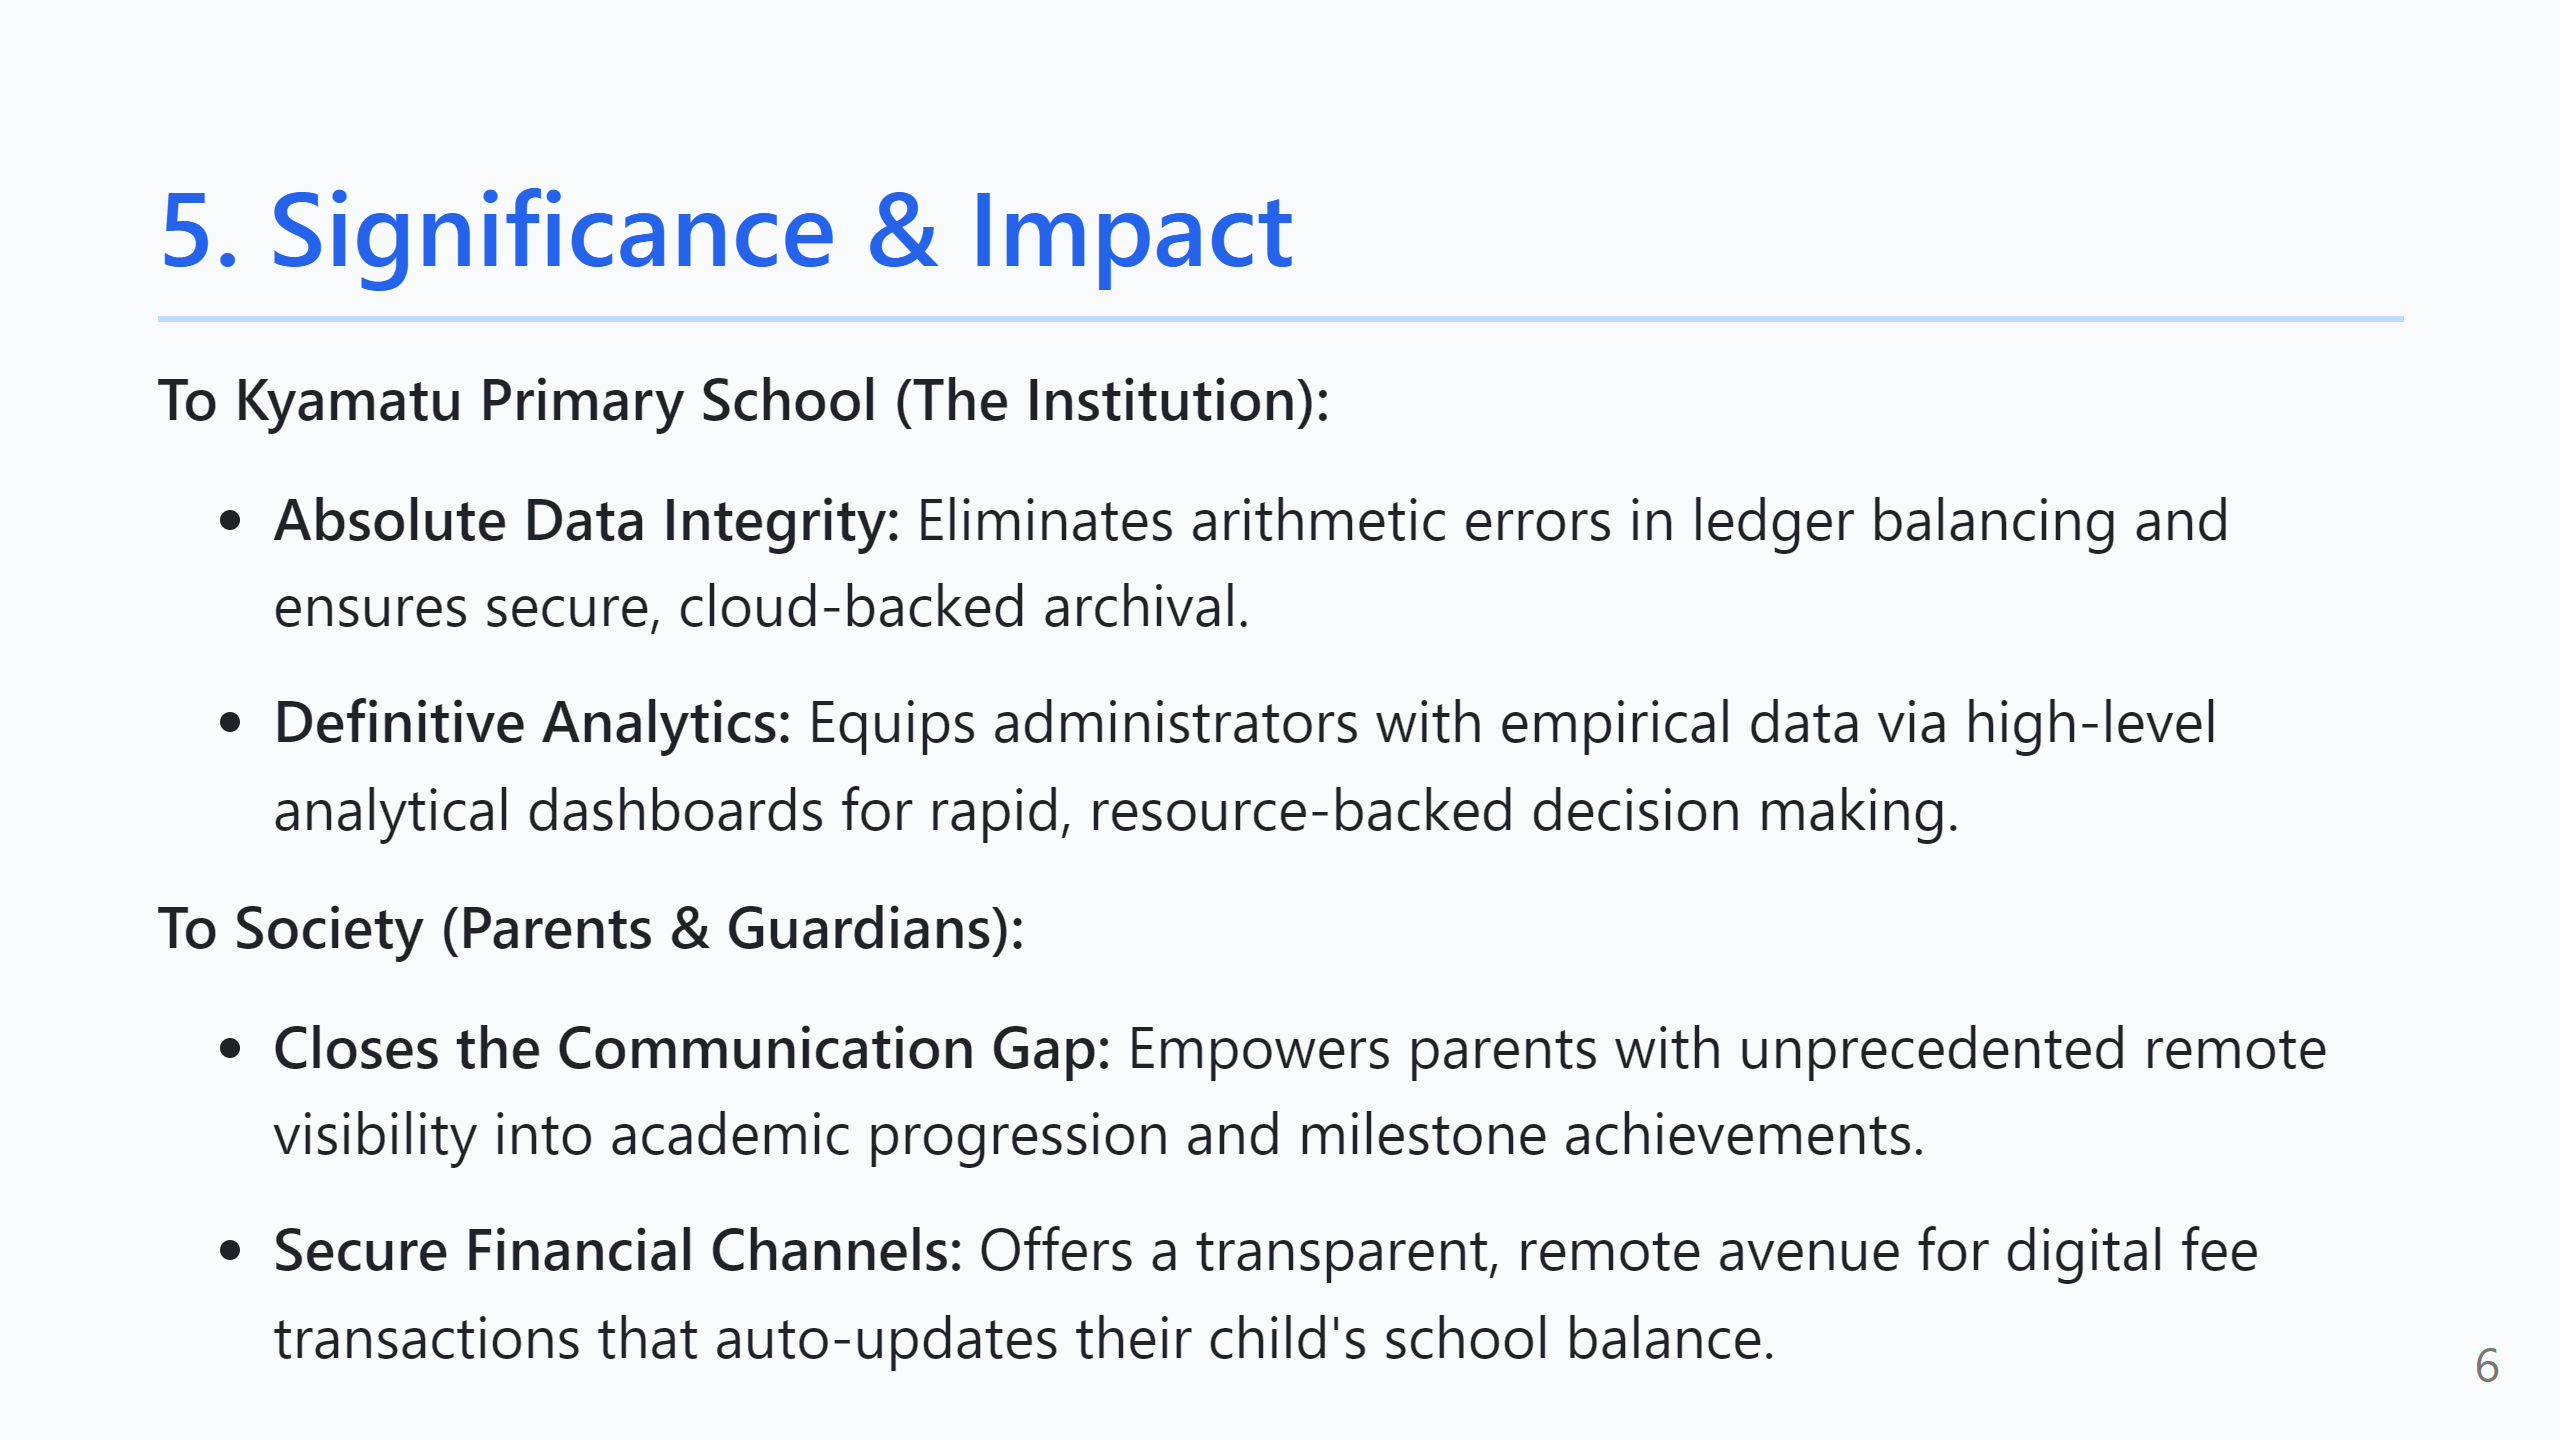 5. Significance & Impact
To Kyamatu Primary School (The Institution):
• Absolute Data Integrity: Eliminates arithmetic errors in ledger balancing and
ensures secure, cloud-backed archival.
• Definitive Analytics: Equips administrators with empirical data via high-level
analytical dashboards for rapid, resource-backed decision making.
To Society (Parents & Guardians):
• Closes the Communication Gap: Empowers parents with unprecedented remote
visibility into academic progression and milestone achievements.
• Secure Financial Channels: Offers a transparent, remote avenue for digital fee
transactions that auto-updates their child's school balance.
6